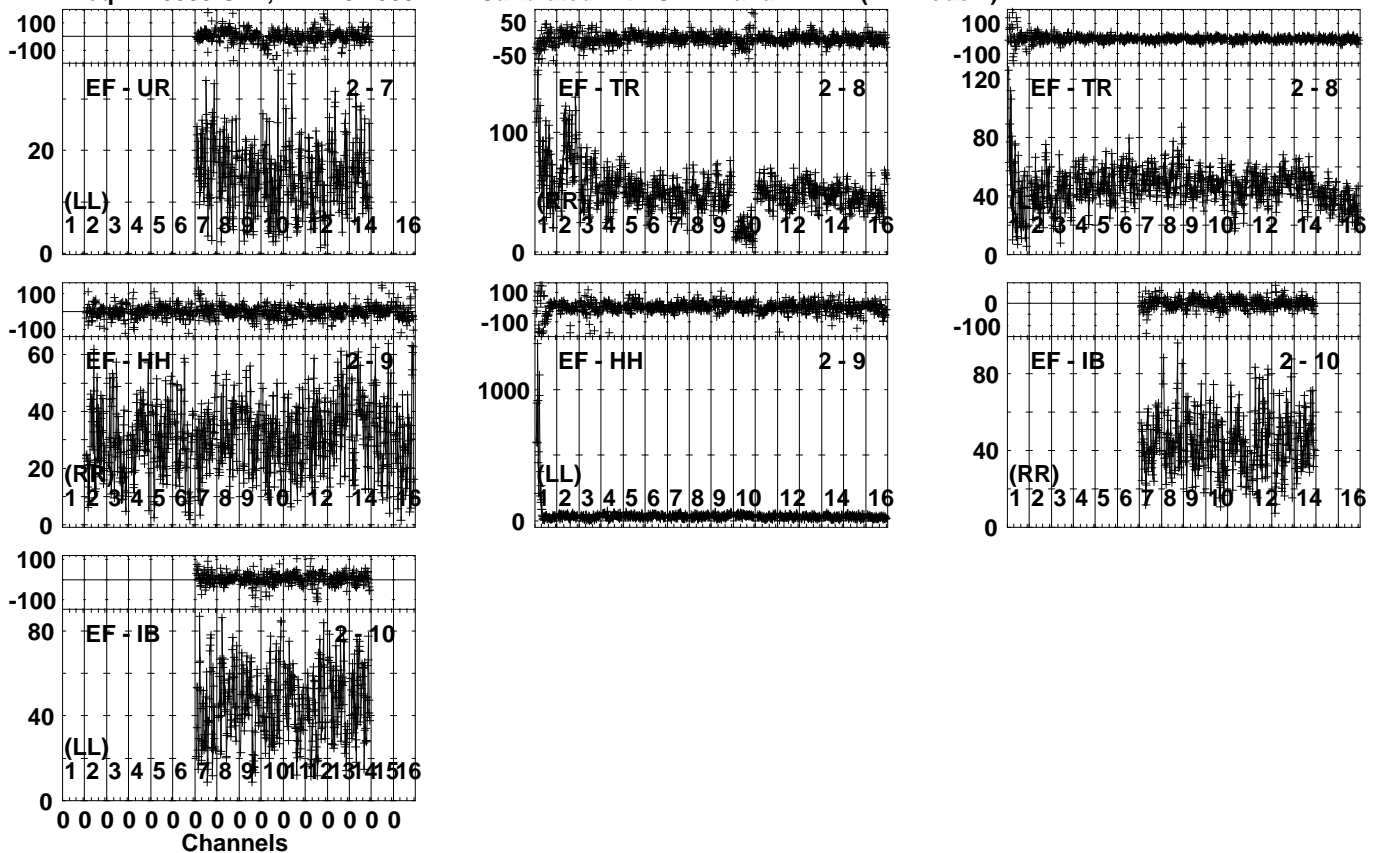 100
-100
EF - UR
2 - 7
20
(LL)
1 2 3 4 5 6 7 8 9 10 11 12 14 16
0
50
-50
EF - TR
2 - 8
100
(RR)
1 2 3 4 5 6 7 8 9 10 12 14 16
0
100
-100
120
EF - TR
2 - 8
80
40
2 3 4 5 6 7 8 9 10 12 14 16
0
100
-100
60
EF - HH
2 - 9
40
20
(RR)
1 2 3 4 5 6 7 8 9 10 12 14 16
0
100
-100
EF - HH
2 - 9
1000
(LL)
1 2 3 4 5 6 7 8 9 10 12 14 16
0
0
-100
EF - IB
2 - 10
80
40
(RR)
1 2 3 4 5 6 7 8 9 10 12 14 16
0
100
-100
80
EF - IB
2 - 10
40
(LL)
1 2 3 4 5 6 7 8 9 10 11 12 13 14 15 16
0
0 0 0 0 0 0 0 0 0 0 0 0 0 0 0 0
Channels